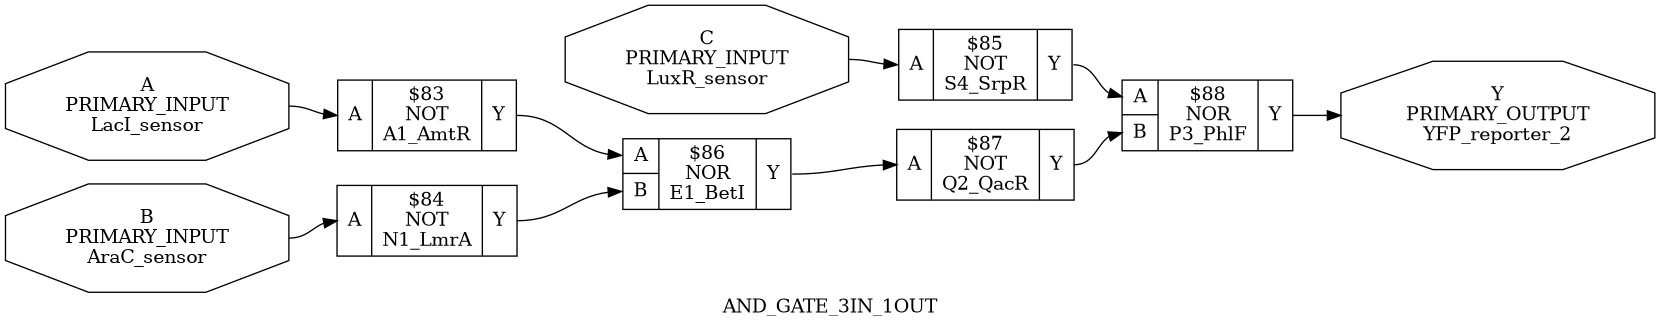 A
PRIMARY_INPUT
LacI_sensor
B
PRIMARY_INPUT
AraC_sensor
A
$83
NOT
A1_AmtR
Y
A
$84
NOT
N1_LmrA
Y
C
PRIMARY_INPUT
LuxR_sensor
A
B
$86
NOR
E1_BetI
Y
A
$85
NOT
S4_SrpR
Y
A
$87
NOT
Q2_QacR
Y
A
B
$88
NOR
P3_PhlF
Y
Y
PRIMARY_OUTPUT
YFP_reporter_2
AND_GATE_3IN_1OUT